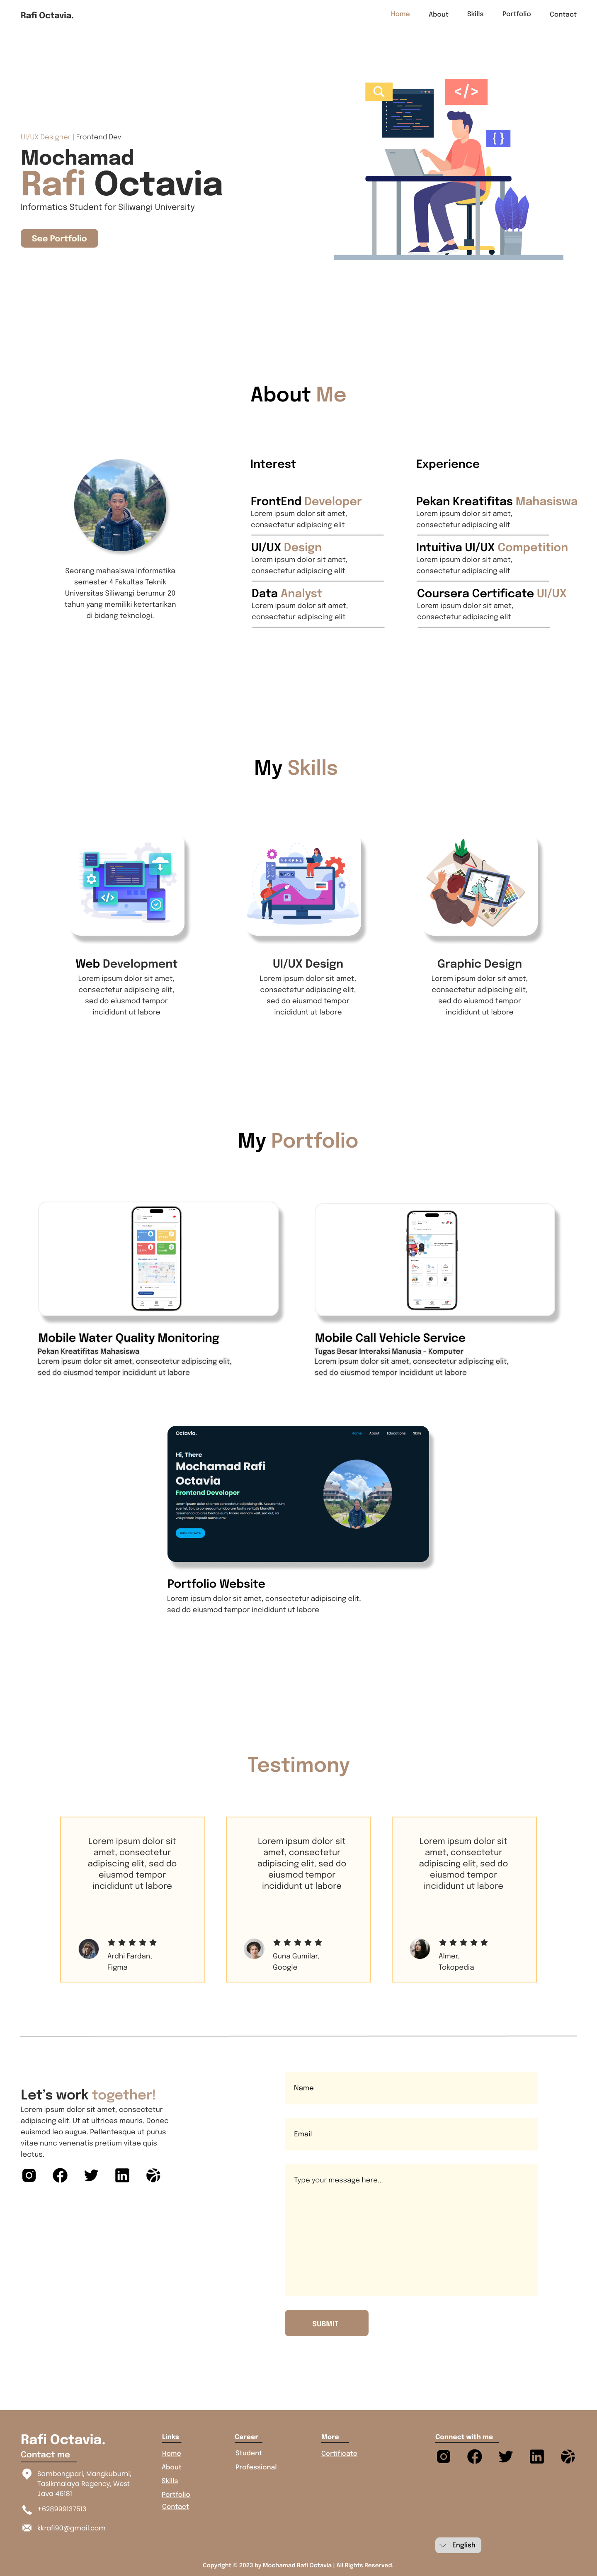 Rafi Octavia.
Home About Skills Portfolio Contact
UI/UX Designer | Frontend Dev
Mochamad
Rafi Octavia
Informatics Student for Siliwangi University
See Portfolio
</>
{ }
About Me
Seorang mahasiswa Informatika
semester 4 Fakultas Teknik
Universitas Siliwangi berumur 20
tahun yang memiliki ketertarikan
di bidang teknologi.
Interest
FrontEnd Developer
Lorem ipsum dolor sit amet,
consectetur adipiscing elit
UI/UX Design
Lorem ipsum dolor sit amet,
consectetur adipiscing elit
Data Analyst
Lorem ipsum dolor sit amet,
consectetur adipiscing elit
Experience
Pekan Kreatifitas Mahasiswa
Lorem ipsum dolor sit amet,
consectetur adipiscing elit
Intuitiva UI/UX Competition
Lorem ipsum dolor sit amet,
consectetur adipiscing elit
Coursera Certificate UI/UX
Lorem ipsum dolor sit amet,
consectetur adipiscing elit
My Skills
</>
Web Development
Lorem ipsum dolor sit amet,
consectetur adipiscing elit,
sed do eiusmod tempor
incididunt ut labore
UI/UX Design
Lorem ipsum dolor sit amet,
consectetur adipiscing elit,
sed do eiusmod tempor
incididunt ut labore
Graphic Design
Lorem ipsum dolor sit amet,
consectetur adipiscing elit,
sed do eiusmod tempor
incididunt ut labore
My Portfolio
Mobile Water Quality Monitoring
Pekan Kreatifitas Mahasiswa
Lorem ipsum dolor sit amet, consectetur adipiscing elit,
sed do eiusmod tempor incididunt ut labore
Mobile Call Vehicle Service
Tugas Besar Interaksi Manusia - Komputer
Lorem ipsum dolor sit amet, consectetur adipiscing elit,
sed do eiusmod tempor incididunt ut labore
Octavia.
Home About Educations Skills
Hi, There
Mochamad Rafi
Octavia
Frontend Developer
Portfolio Website
Lorem ipsum dolor sit amet, consectetur adipiscing elit,
sed do eiusmod tempor incididunt ut labore
Testimony
Lorem ipsum dolor sit
amet, consectetur
adipiscing elit, sed do
eiusmod tempor
incididunt ut labore
Ardhi Fardan,
Figma
Lorem ipsum dolor sit
amet, consectetur
adipiscing elit, sed do
eiusmod tempor
incididunt ut labore
Guna Gumilar,
Google
Lorem ipsum dolor sit
amet, consectetur
adipiscing elit, sed do
eiusmod tempor
incididunt ut labore
Almer,
Tokopedia
Let's work together!
Lorem ipsum dolor sit amet, consectetur
adipiscing elit. Ut at ultrices mauris. Donec
euismod leo augue. Pellentesque ut purus
vitae nunc venenatis pretium vitae quis
lectus.
Name
Email
Type your message here...
SUBMIT
Rafi Octavia.
Contact me
Sambongpari, Mangkubumi,
Tasikmalaya Regency, West
Java 46181
+628999137513
kkrafi90@gmail.com
Links
Home
About
Skills
Portfolio
Contact
Career
Student
Professional
More
Certificate
Connect with me
English
Copyright © 2023 by Mochamad Rafi Octavia | All Rights Reserved.